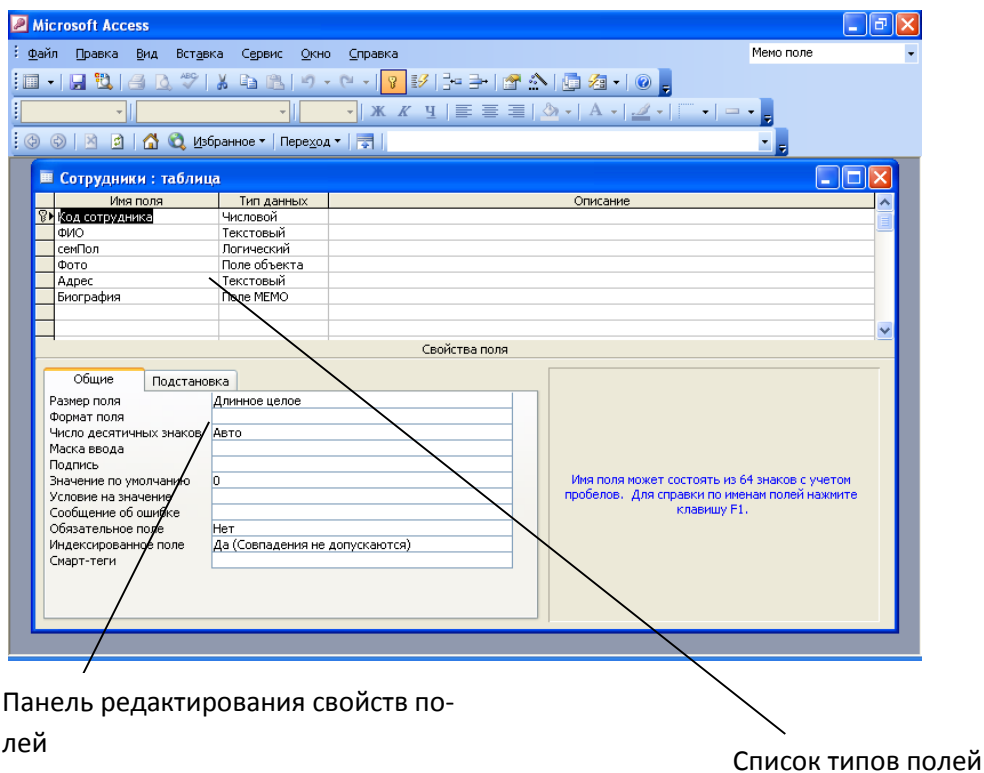 Microsoft Access
Файл Правка Вид Вставка Сервис Окно Справка Мемо поле
Ж К Ч
Избранное Переход
Сотрудники : таблица
Имя поля Тип данных Описание
Код сотрудника Числовой
ФИО Текстовый
семПол Логический
Фото Поле объекта
Адрес Текстовый
Биография Поле МЕМО
Свойства поля
Общие Подстановка
Размер поля Длинное целое
Формат поля
Число десятичных знаков Авто
Маска ввода
Подпись
Значение по умолчанию 0
Условие на значение
Сообщение об ошибке
Обязательное поле Нет
Индексированное поле Да (Совпадения не допускаются)
Смарт-теги
Имя поля может состоять из 64 знаков с учетом
пробелов. Для справки по именам полей нажмите
клавишу F1.
Панель редактирования свойств по-
лей
Список типов полей